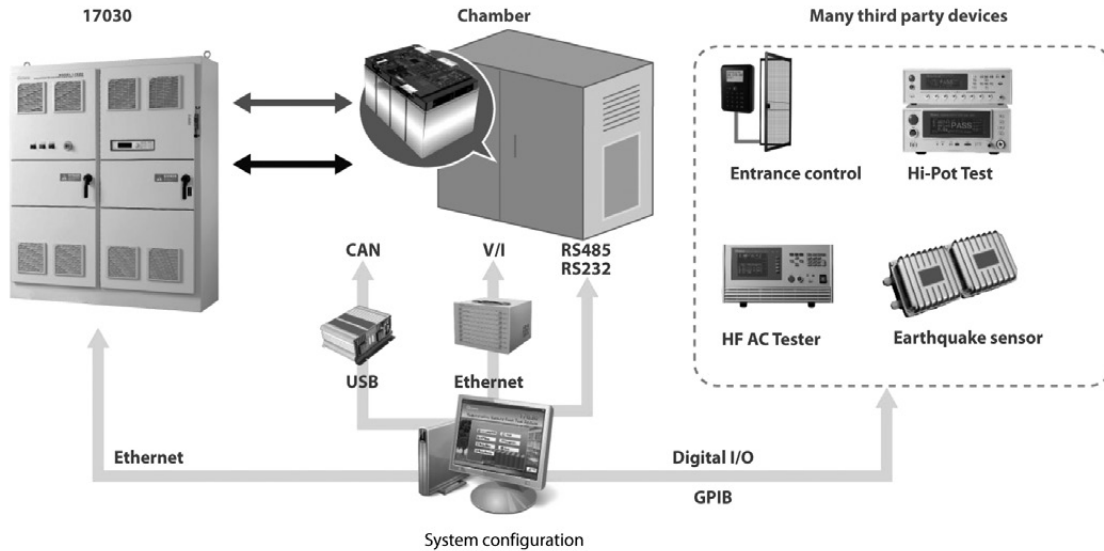 17030
Chamber
Many third party devices
Entrance control
Hi-Pot Test
PASS
CAN
V/I
RS485
RS232
HF AC Tester
Earthquake sensor
USB
Ethernet
Ethernet
Digital I/O
GPIB
System configuration